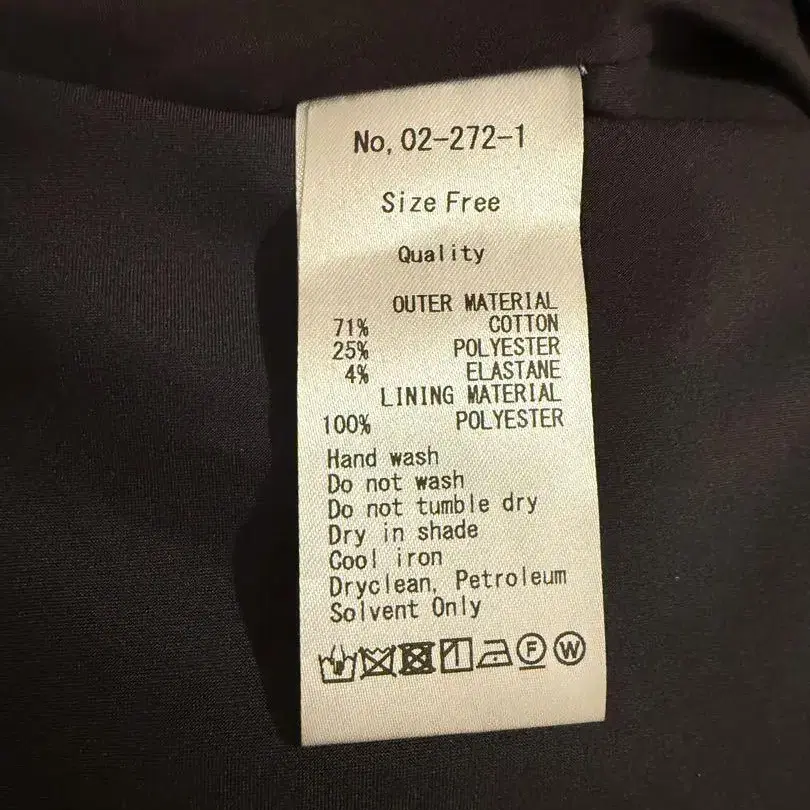 No, 02-272-1
Size Free
Quality
OUTER MATERIAL
71% COTTON
25% POLYESTER
4% ELASTANE
LINING MATERIAL
100% POLYESTER
Hand wash
Do not wash
Do not tumble dry
Dry in shade
Cool iron
Dryclean, Petroleum
Solvent Only
F W